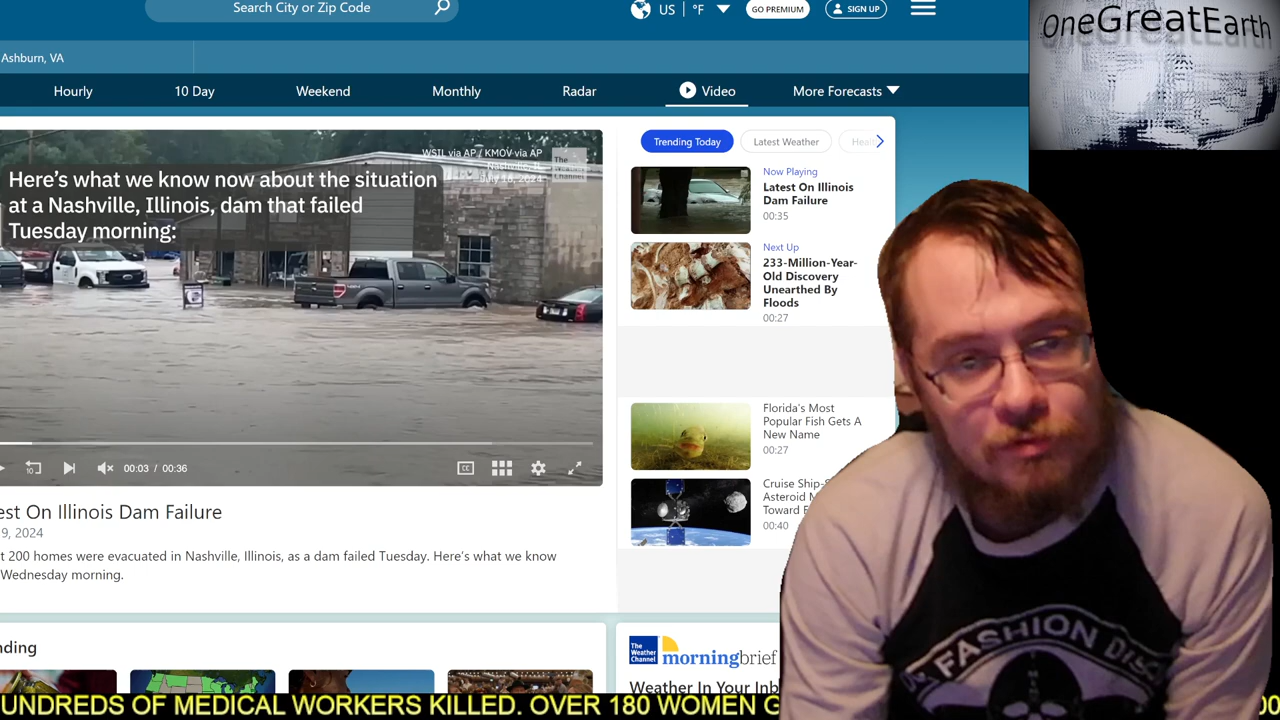 Search City or Zip Code
US | °F
GO PREMIUM
SIGN UP
OneGreatEarth
Ashburn, VA
Hourly
10 Day
Weekend
Monthly
Radar
Video
More Forecasts
WSIL via AP / KMOV via AP
The Weather Channel
Here's what we know now about the situation
at a Nashville, Illinois, dam that failed
Tuesday morning:
00:03 / 00:36
CC
10
Trending Today
Latest Weather
Now Playing
Latest On Illinois
Dam Failure
00:35
Next Up
233-Million-Year-
Old Discovery
Unearthed By
Floods
00:27
Florida's Most
Popular Fish Gets A
New Name
00:27
Cruise Ship-
Asteroid
Toward
00:40
On Illinois Dam Failure
9, 2024
200 homes were evacuated in Nashville, Illinois, as a dam failed Tuesday. Here's what we know
Wednesday morning.
The
Weather
Channel
morningbrief
Weather In Your
FASHION
UNDREDS OF MEDICAL WORKERS KILLED. OVER 180 WOMEN G